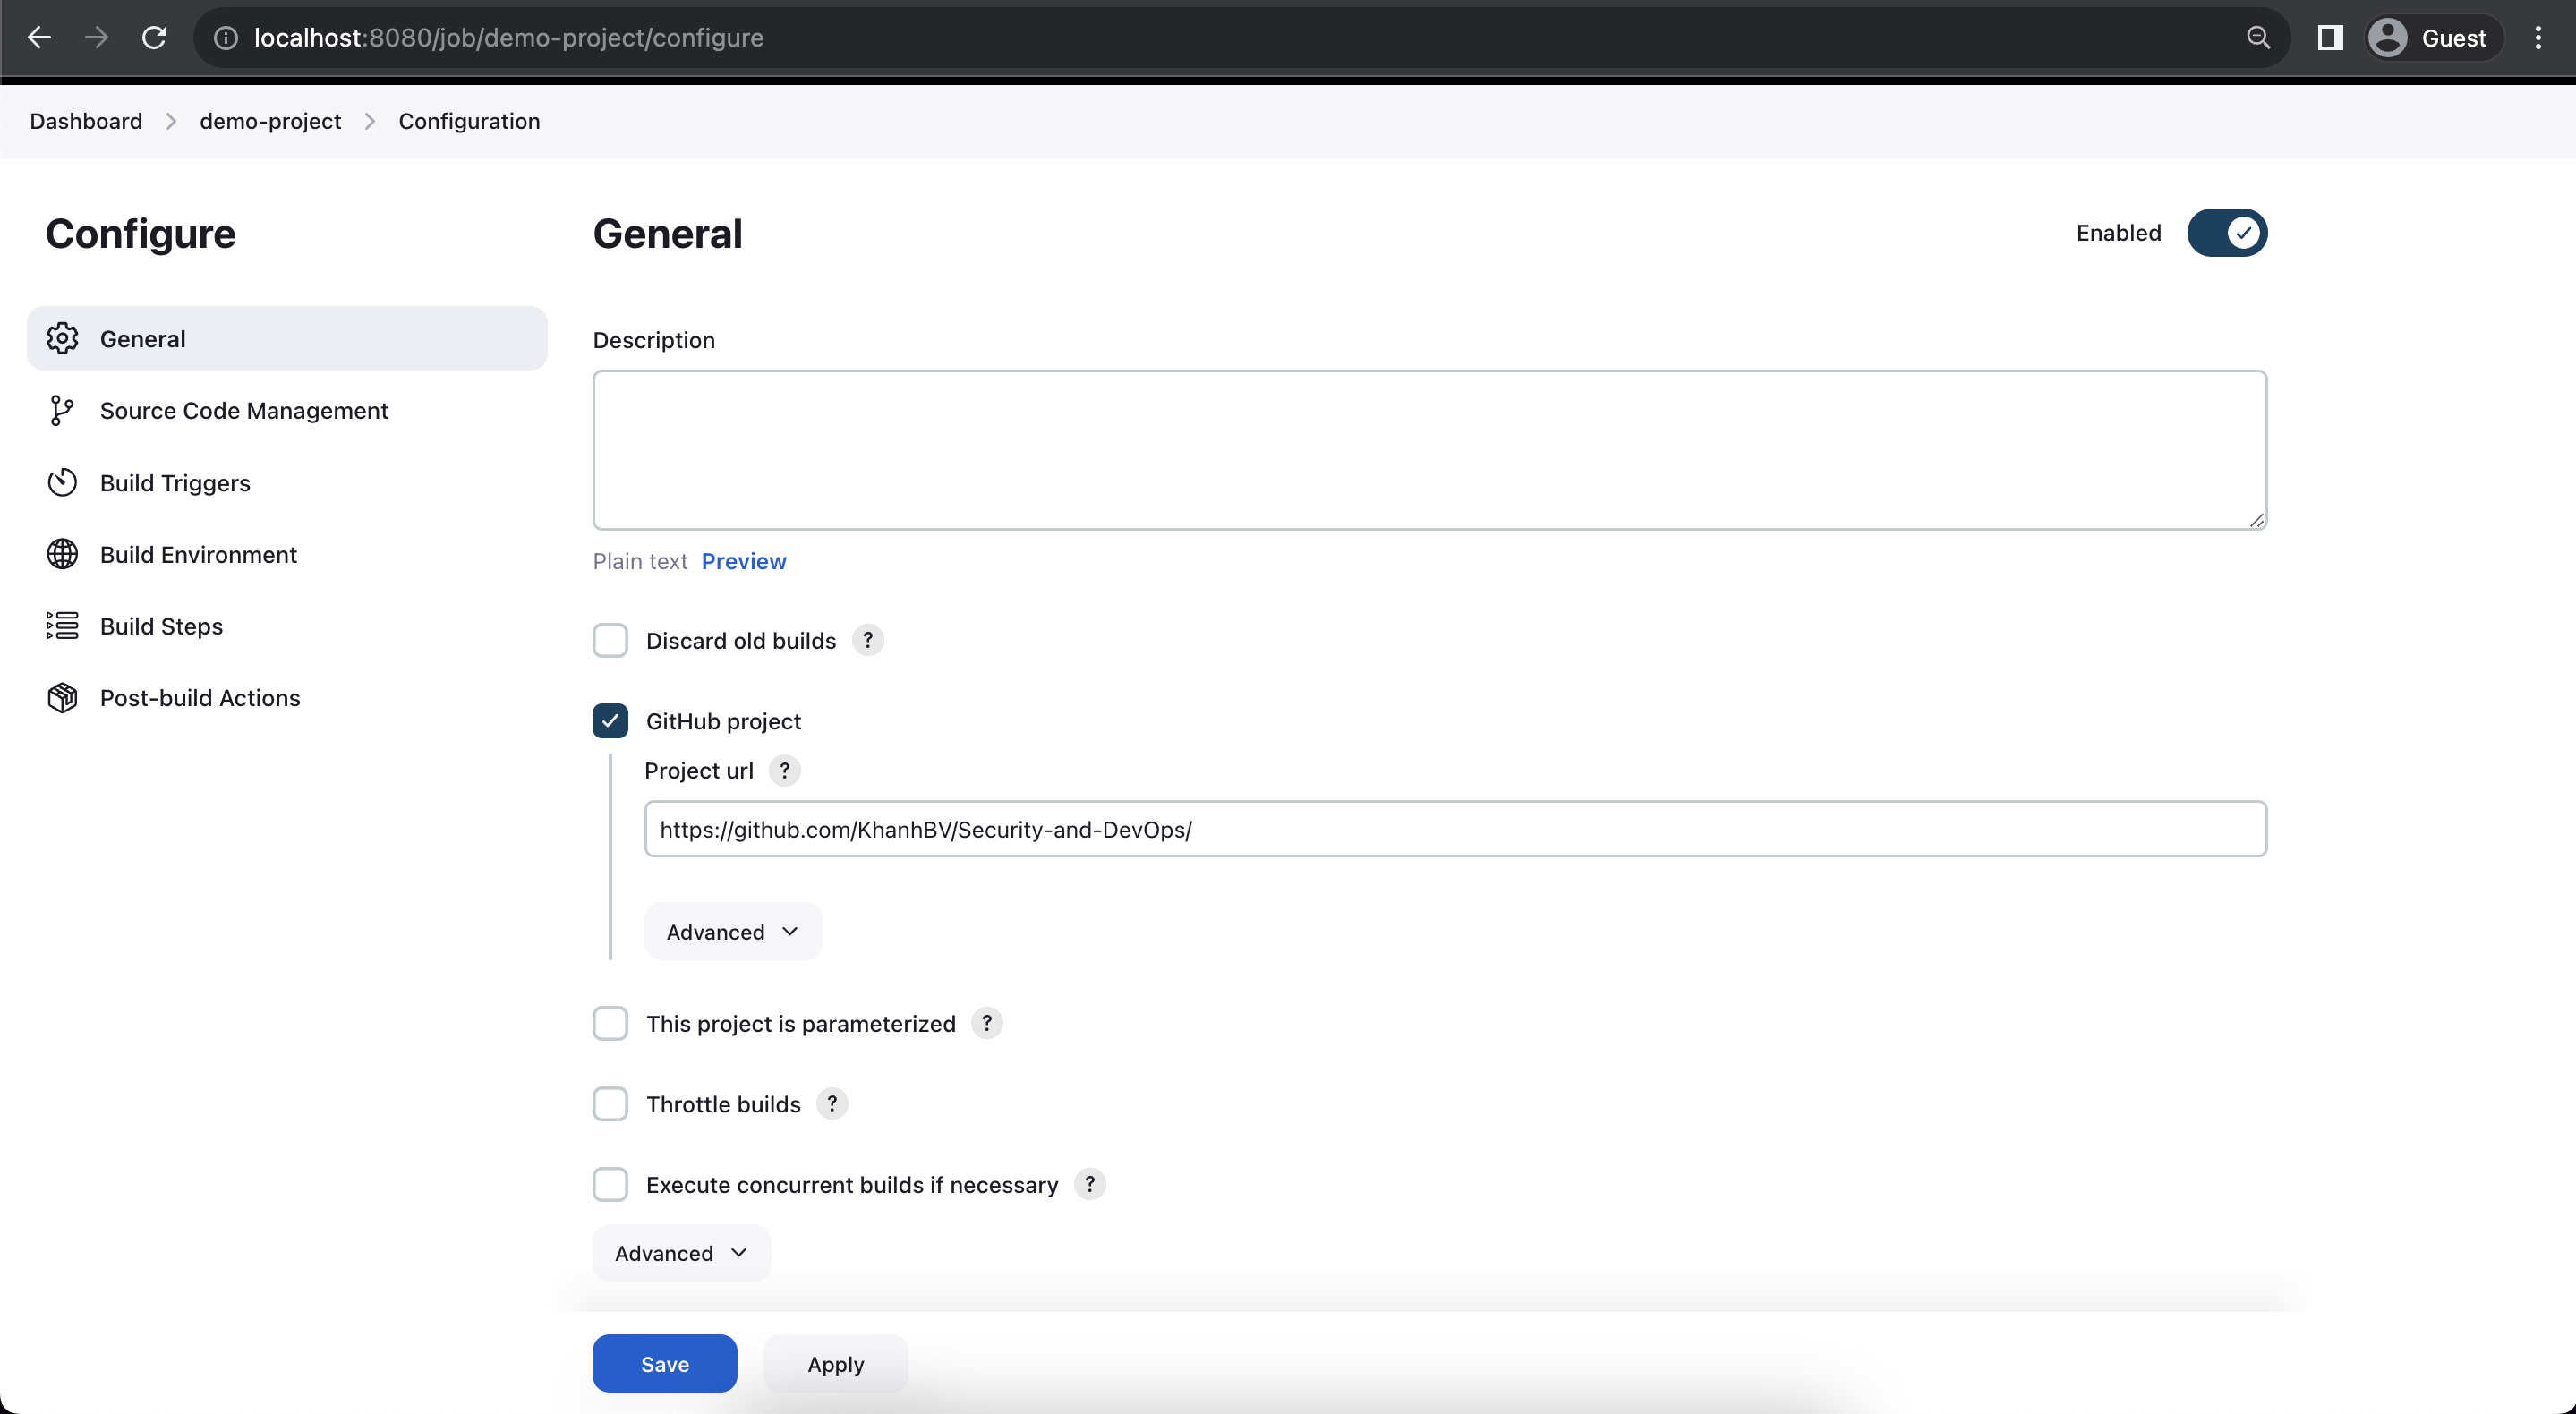 localhost:8080/job/demo-project/configure
Guest
Dashboard demo-project Configuration
Configure
General
Source Code Management
Build Triggers
Build Environment
Build Steps
Post-build Actions
General
Enabled
Description
Plain text Preview
Discard old builds ?
GitHub project
Project url ?
https://github.com/KhanhBV/Security-and-DevOps/
Advanced
This project is parameterized ?
Throttle builds ?
Execute concurrent builds if necessary ?
Advanced
Save Apply